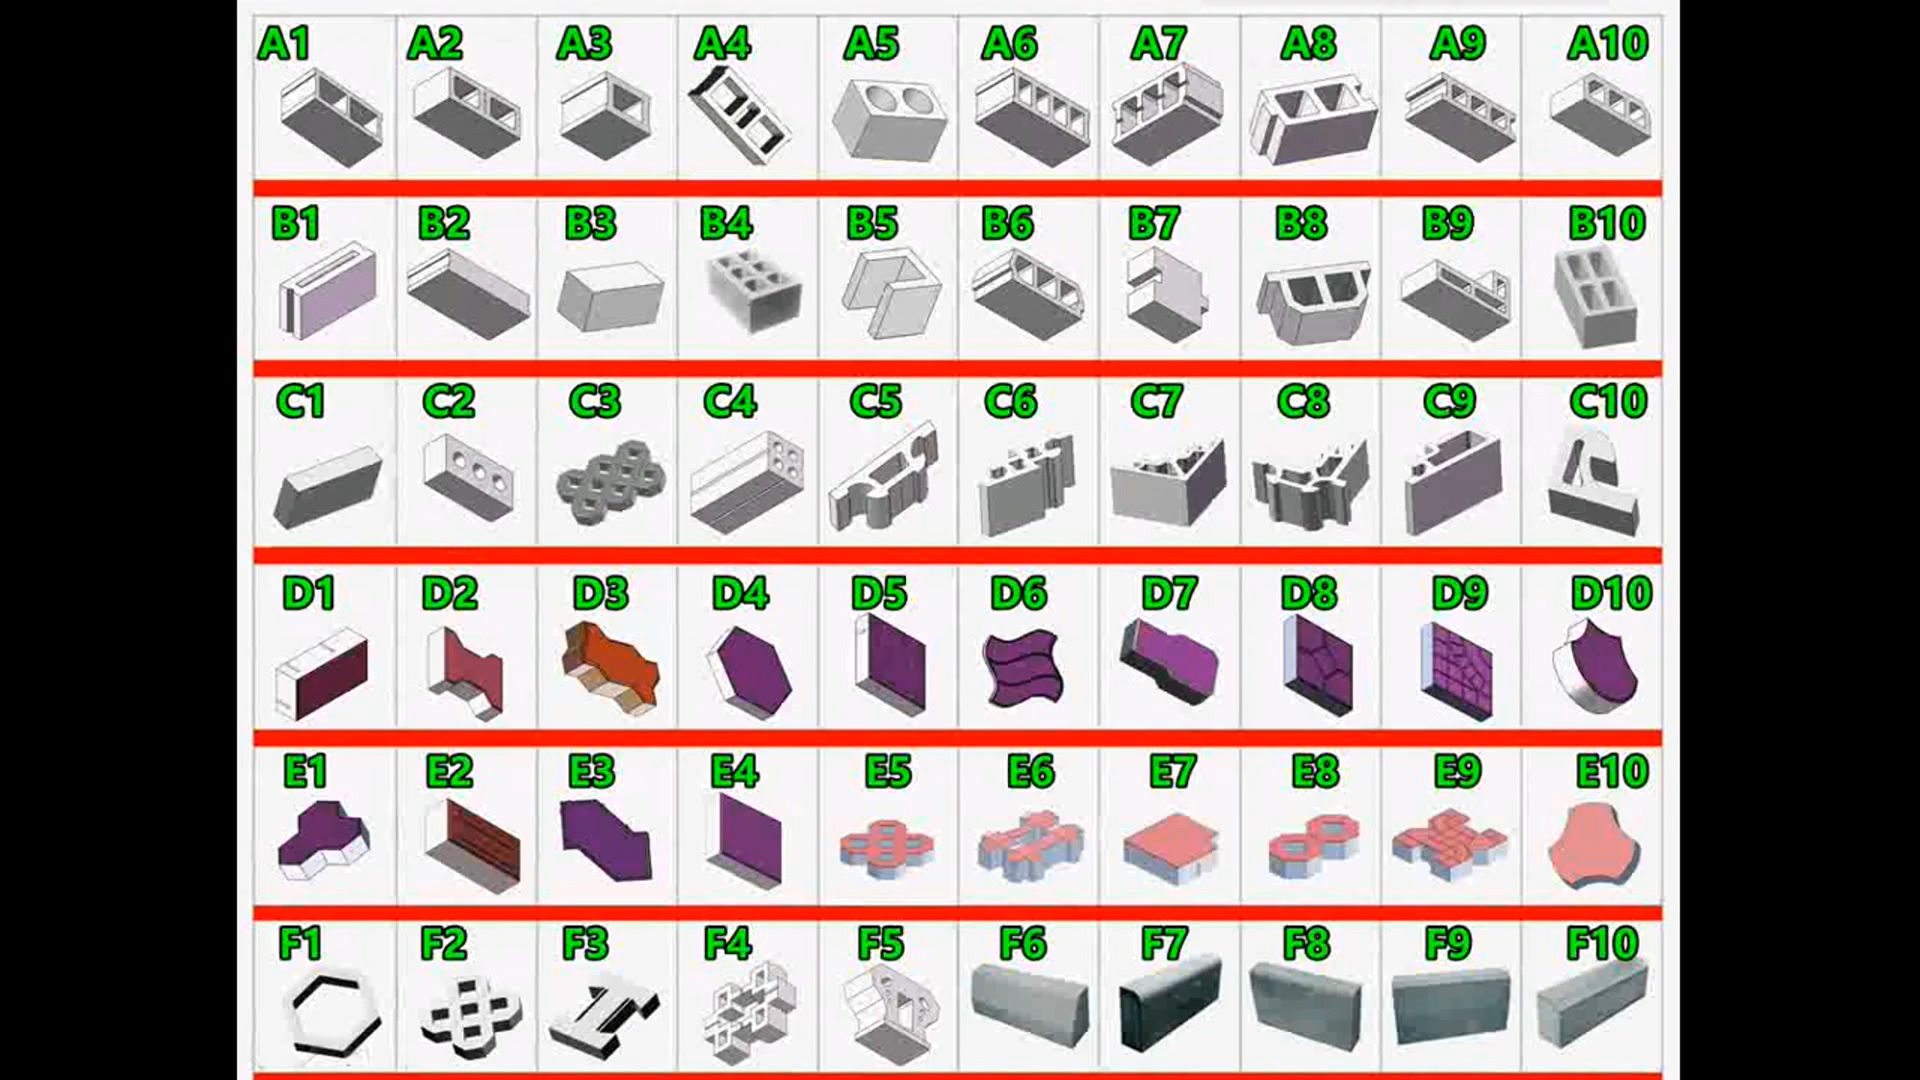 A1 A2 A3 A4 A5 A6 A7 A8 A9 A10
B1 B2 B3 B4 B5 B6 B7 B8 B9 B10
C1 C2 C3 C4 C5 C6 C7 C8 C9 C10
D1 D2 D3 D4 D5 D6 D7 D8 D9 D10
E1 E2 E3 E4 E5 E6 E7 E8 E9 E10
F1 F2 F3 F4 F5 F6 F7 F8 F9 F10